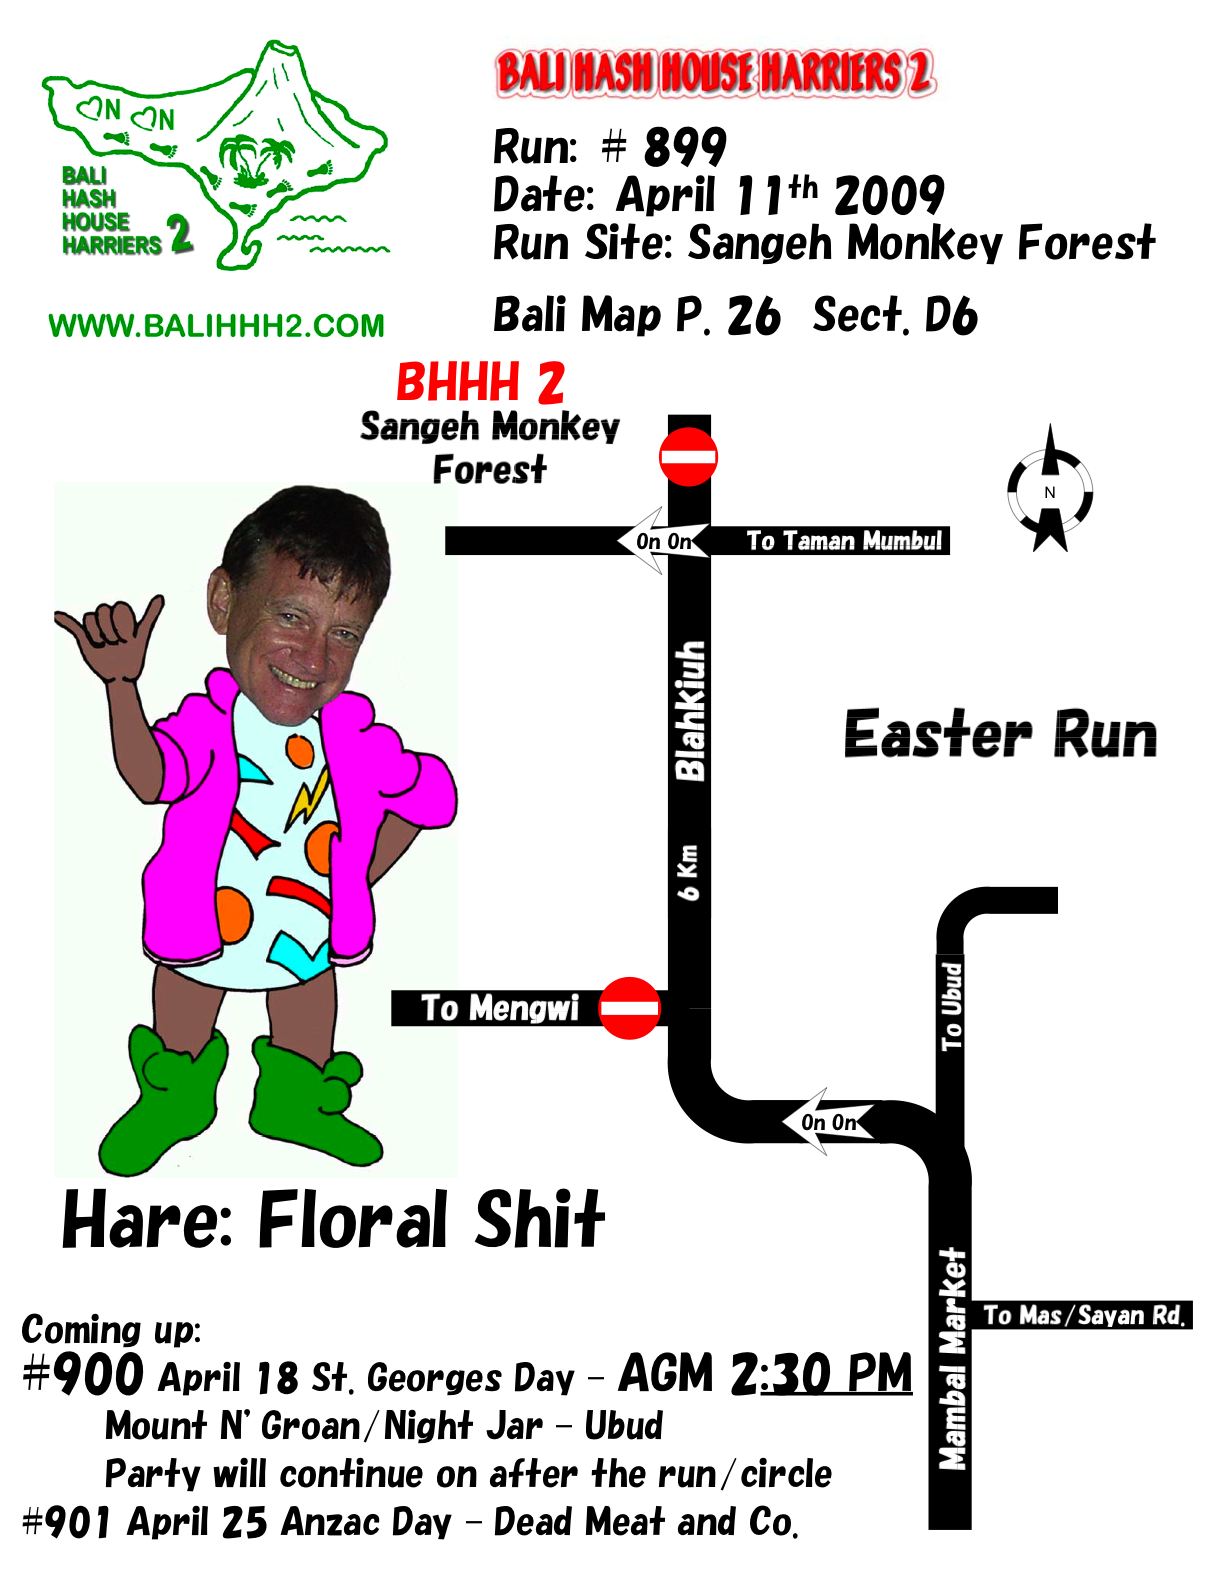 BALI HASH HOUSE HARRIERS 2
N
N
BALI
HASH
HOUSE
HARRIERS 2
WWW.BALIHHH2.COM
Run: # 899
Date: April 11th 2009
Run Site: Sangeh Monkey Forest
Bali Map P. 26 Sect. D6
BHHH 2
Sangeh Monkey
Forest
On On
To Taman Mumbul
N
Blahkiuh
6 Km
Easter Run
To Mengwi
To Ubud
On On
Hare: Floral Shit
Mambal Market
To Mas/Sayan Rd.
Coming up:
#900 April 18 St. Georges Day - AGM 2:30 PM
Mount N' Groan/Night Jar - Ubud
Party will continue on after the run/circle
#901 April 25 Anzac Day - Dead Meat and Co.